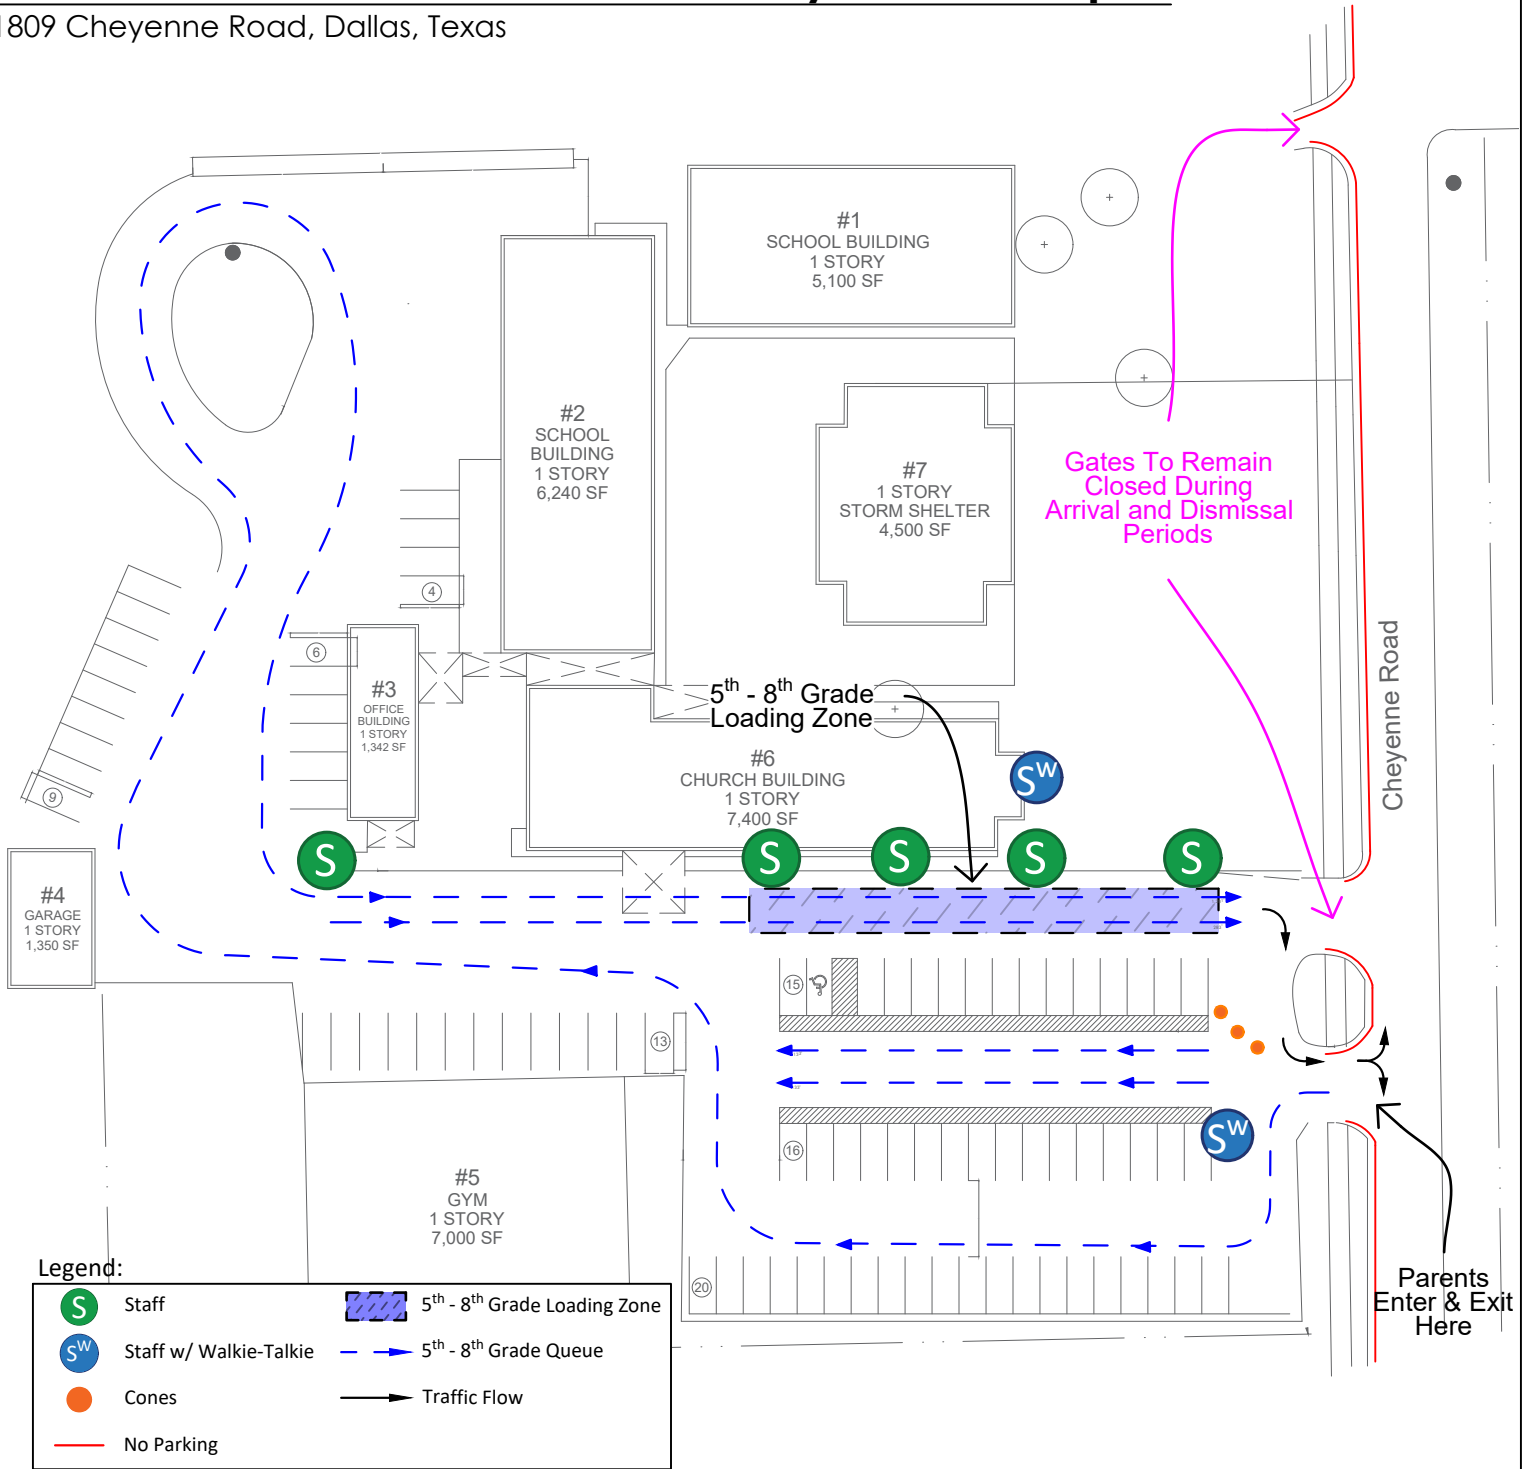 1809 Cheyenne Road, Dallas, Texas
#1
SCHOOL BUILDING
1 STORY
5,100 SF
#2
SCHOOL
BUILDING
1 STORY
6,240 SF
#7
1 STORY
STORM SHELTER
4,500 SF
Gates To Remain
Closed During
Arrival and Dismissal
Periods
4
6
#3
OFFICE
BUILDING
1 STORY
1,342 SF
5th - 8th Grade
Loading Zone
Cheyenne Road
9
#6
CHURCH BUILDING
1 STORY
7,400 SF
SW
S
S
S
S
S
#4
GARAGE
1 STORY
1,350 SF
15
13
16
SW
#5
GYM
1 STORY
7,000 SF
20
Parents
Enter & Exit
Here
Legend:
S
Staff
5th - 8th Grade Loading Zone
SW
Staff w/ Walkie-Talkie
5th - 8th Grade Queue
Cones
Traffic Flow
No Parking